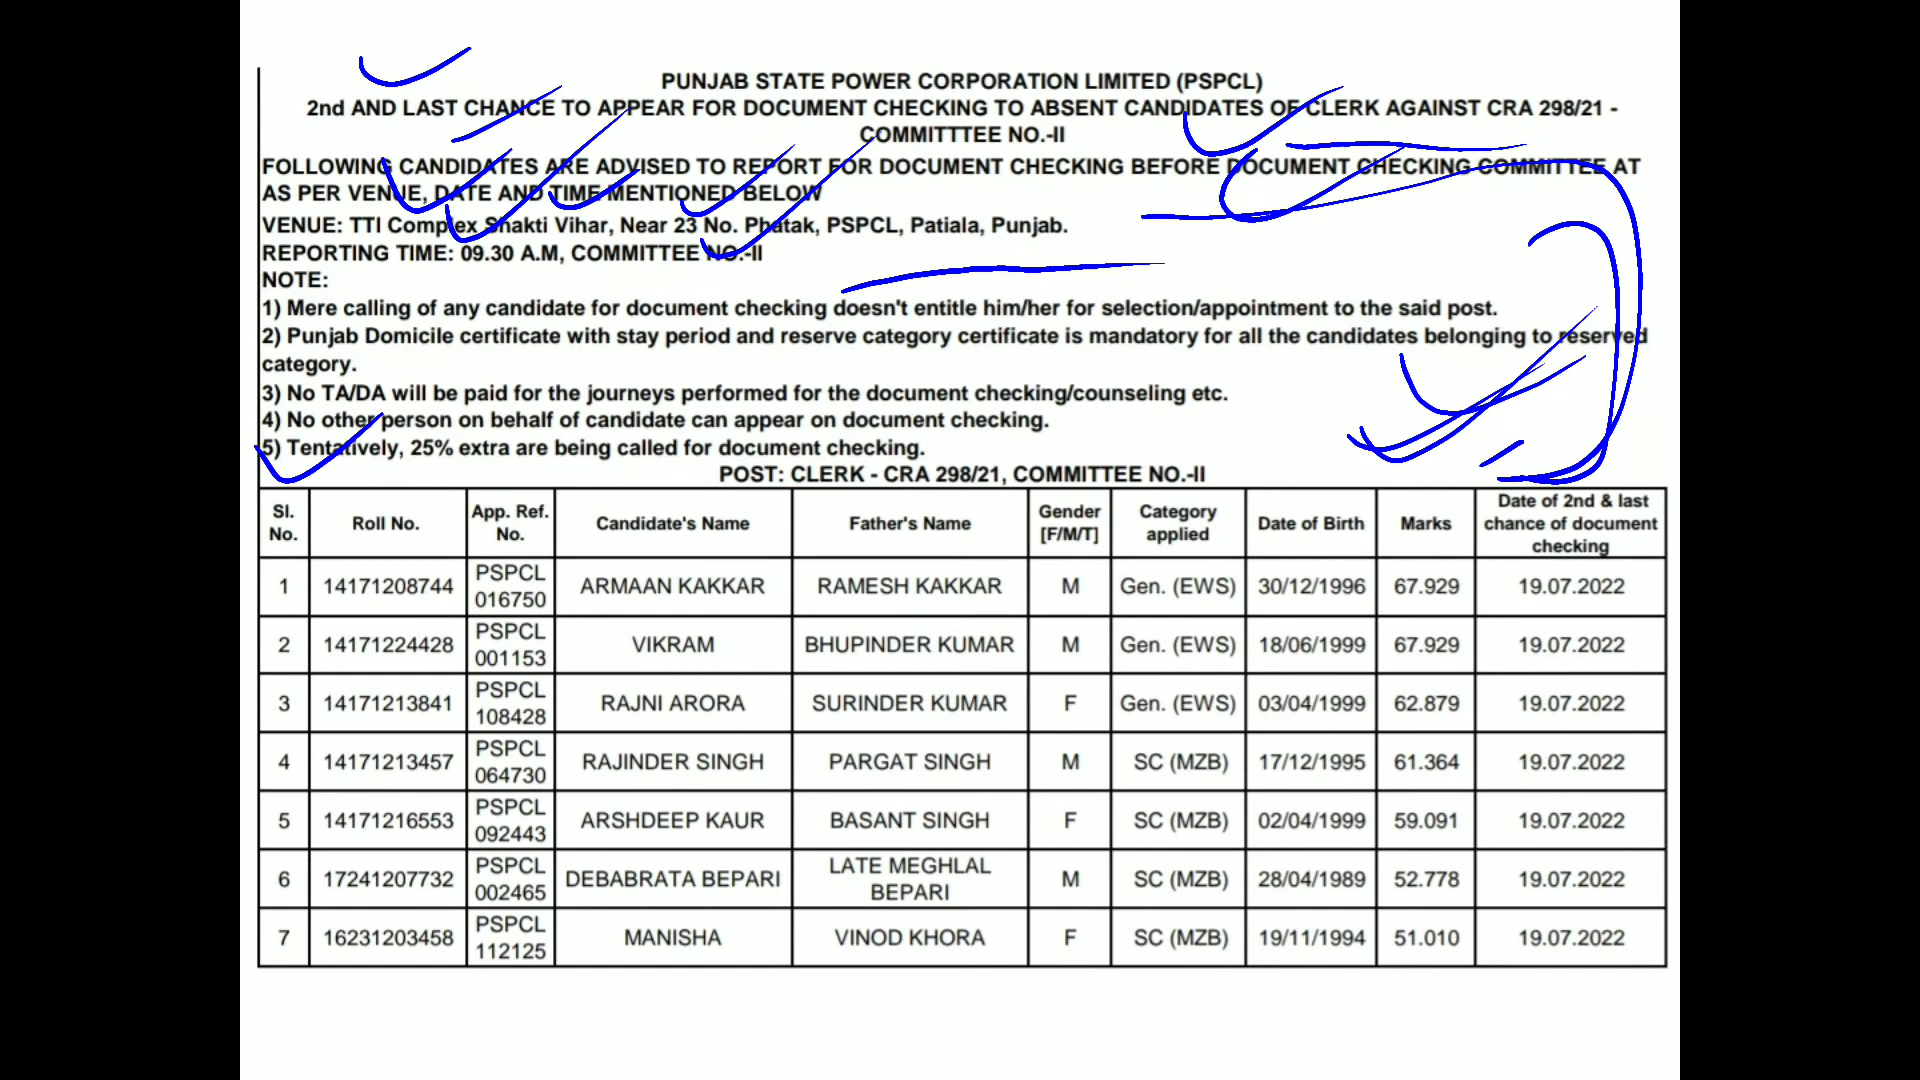 PUNJAB STATE POWER CORPORATION LIMITED (PSPCL)
2nd AND LAST CHANCE TO APPEAR FOR DOCUMENT CHECKING TO ABSENT CANDIDATES OF CLERK AGAINST CRA 298/21 -
COMMITTTEE NO.-II
FOLLOWING CANDIDATES ARE ADVISED TO REPORT FOR DOCUMENT CHECKING BEFORE DOCUMENT CHECKING COMMITTEE AT
AS PER VENUE, DATE AND TIME MENTIONED BELOW
VENUE: TTI Complex Shakti Vihar, Near 23 No. Phatak, PSPCL, Patiala, Punjab.
REPORTING TIME: 09.30 A.M, COMMITTEE NO.-II
NOTE:
1) Mere calling of any candidate for document checking doesn't entitle him/her for selection/appointment to the said post.
2) Punjab Domicile certificate with stay period and reserve category certificate is mandatory for all the candidates belonging to reserved
category.
3) No TA/DA will be paid for the journeys performed for the document checking/counseling etc.
4) No other person on behalf of candidate can appear on document checking.
5) Tentatively, 25% extra are being called for document checking.
POST: CLERK - CRA 298/21, COMMITTEE NO.-II
Sl. No. Roll No. App. Ref. No. Candidate's Name Father's Name Gender [F/M/T] Category applied Date of Birth Marks Date of 2nd & last chance of document checking
1 14171208744 PSPCL 016750 ARMAAN KAKKAR RAMESH KAKKAR M Gen. (EWS) 30/12/1996 67.929 19.07.2022
2 14171224428 PSPCL 001153 VIKRAM BHUPINDER KUMAR M Gen. (EWS) 18/06/1999 67.929 19.07.2022
3 14171213841 PSPCL 108428 RAJNI ARORA SURINDER KUMAR F Gen. (EWS) 03/04/1999 62.879 19.07.2022
4 14171213457 PSPCL 064730 RAJINDER SINGH PARGAT SINGH M SC (MZB) 17/12/1995 61.364 19.07.2022
5 14171216553 PSPCL 092443 ARSHDEEP KAUR BASANT SINGH F SC (MZB) 02/04/1999 59.091 19.07.2022
6 17241207732 PSPCL 002465 DEBABRATA BEPARI LATE MEGHLAL BEPARI M SC (MZB) 28/04/1989 52.778 19.07.2022
7 16231203458 PSPCL 112125 MANISHA VINOD KHORA F SC (MZB) 19/11/1994 51.010 19.07.2022